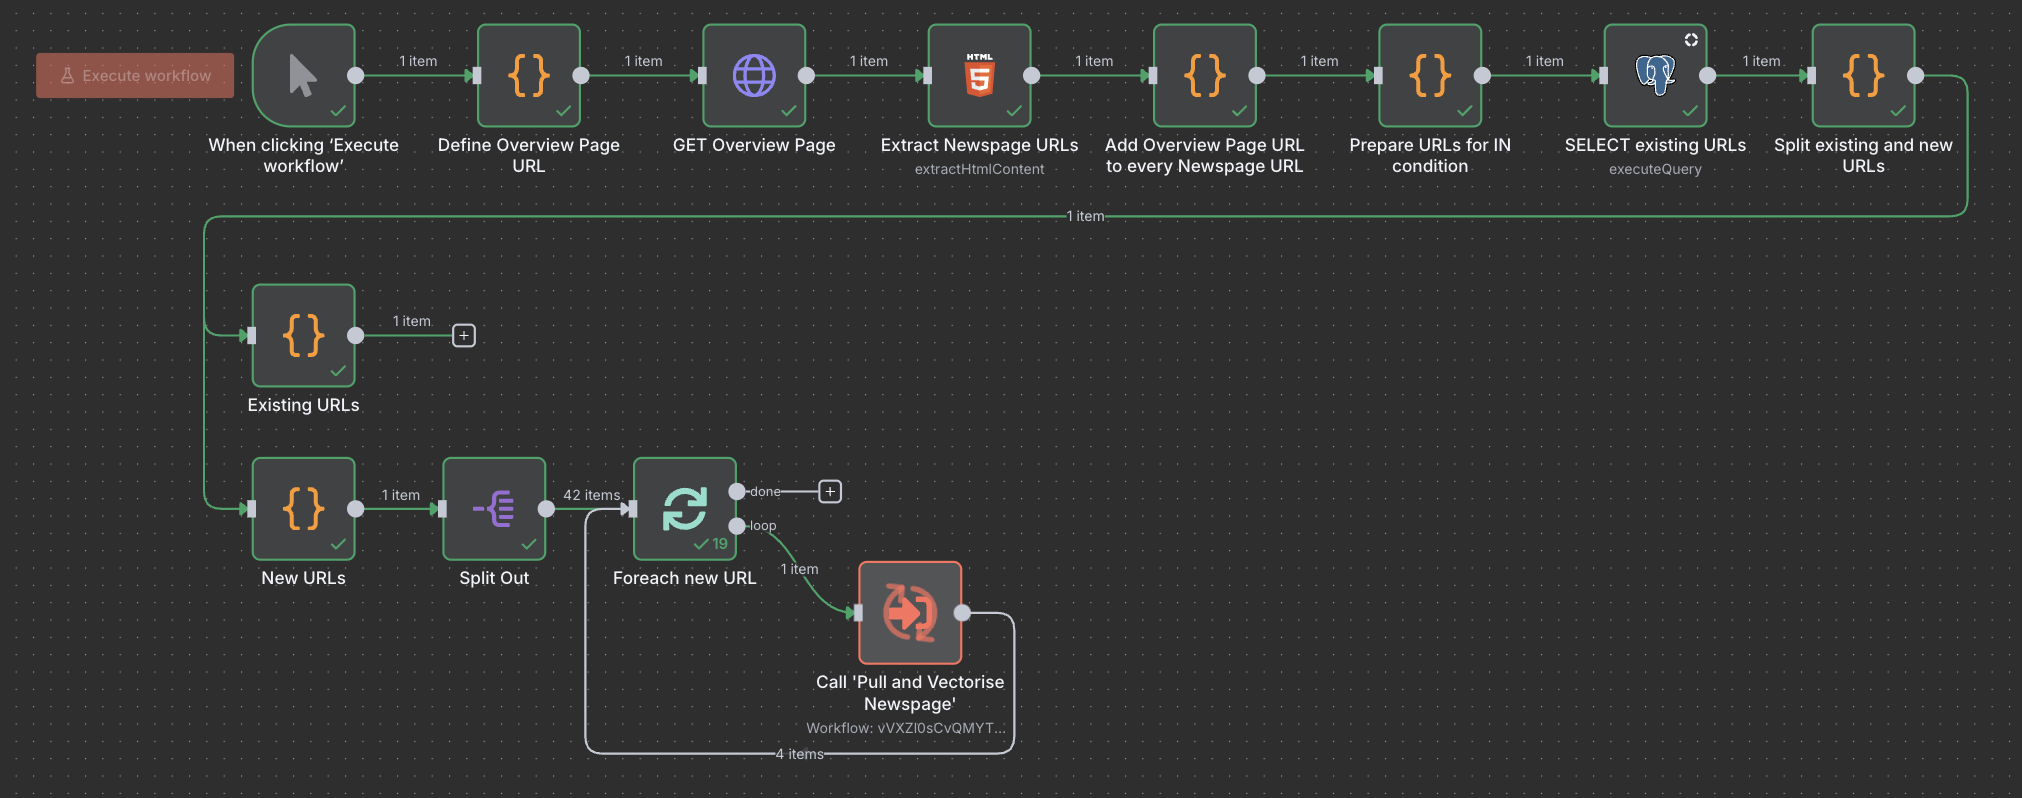 Execute workflow
1 item
1 item
1 item
1 item
1 item
1 item
1 item
HTML
When clicking ‘Execute
workflow’
Define Overview Page
URL
GET Overview Page
Extract Newspage URLs
extractHtmlContent
Add Overview Page URL
to every Newspage URL
Prepare URLs for IN
condition
SELECT existing URLs
executeQuery
Split existing and new
URLs
1 item
1 item
Existing URLs
1 item
42 items
done
loop
19
New URLs
Split Out
Foreach new URL
1 item
Call 'Pull and Vectorise
Newspage'
Workflow: vVXZl0sCvQMYT...
4 items